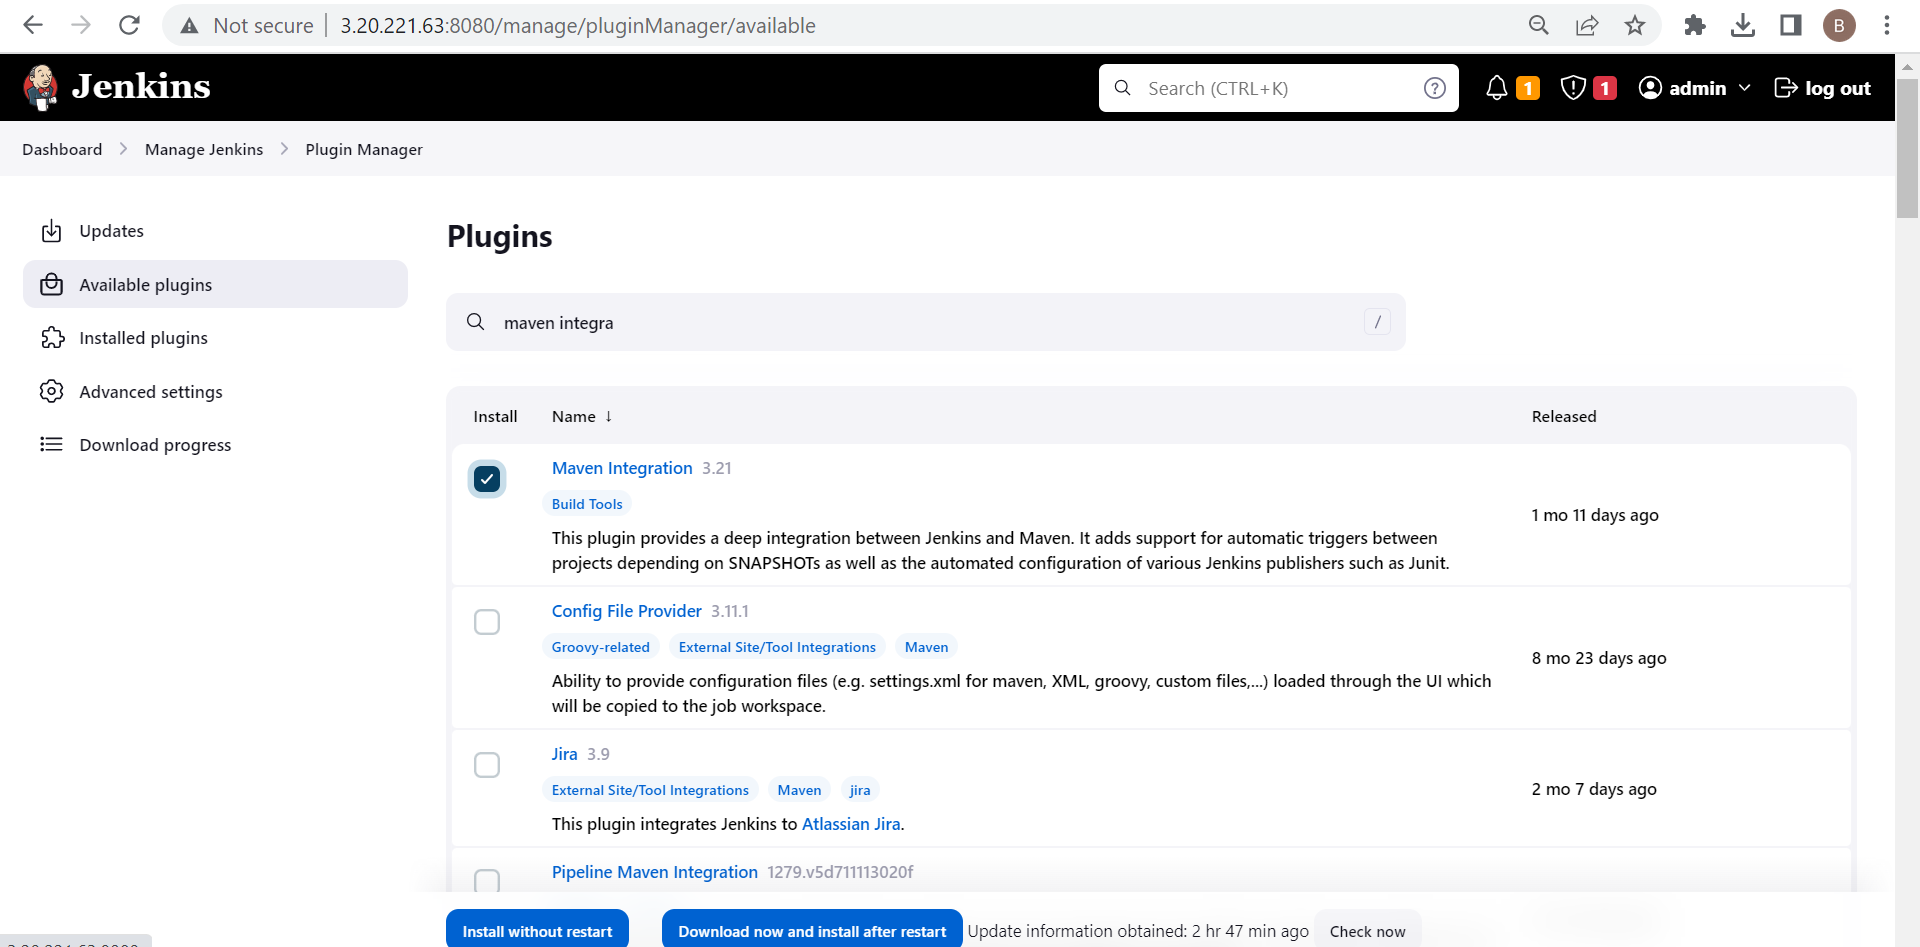 Not secure | 3.20.221.63:8080/manage/pluginManager/available
B
Jenkins
Search (CTRL+K)
?
1
1
admin
log out
Dashboard
Manage Jenkins
Plugin Manager
Updates
Available plugins
Installed plugins
Advanced settings
Download progress
Plugins
maven integra
/
Install Name ↓ Released
Maven Integration 3.21
Build Tools
1 mo 11 days ago
This plugin provides a deep integration between Jenkins and Maven. It adds support for automatic triggers between
projects depending on SNAPSHOTs as well as the automated configuration of various Jenkins publishers such as Junit.
Config File Provider 3.11.1
Groovy-related External Site/Tool Integrations Maven
8 mo 23 days ago
Ability to provide configuration files (e.g. settings.xml for maven, XML, groovy, custom files,...) loaded through the UI which
will be copied to the job workspace.
Jira 3.9
External Site/Tool Integrations Maven jira
2 mo 7 days ago
This plugin integrates Jenkins to Atlassian Jira.
Pipeline Maven Integration 1279.v5d711113020f
Install without restart
Download now and install after restart
Update information obtained: 2 hr 47 min ago
Check now